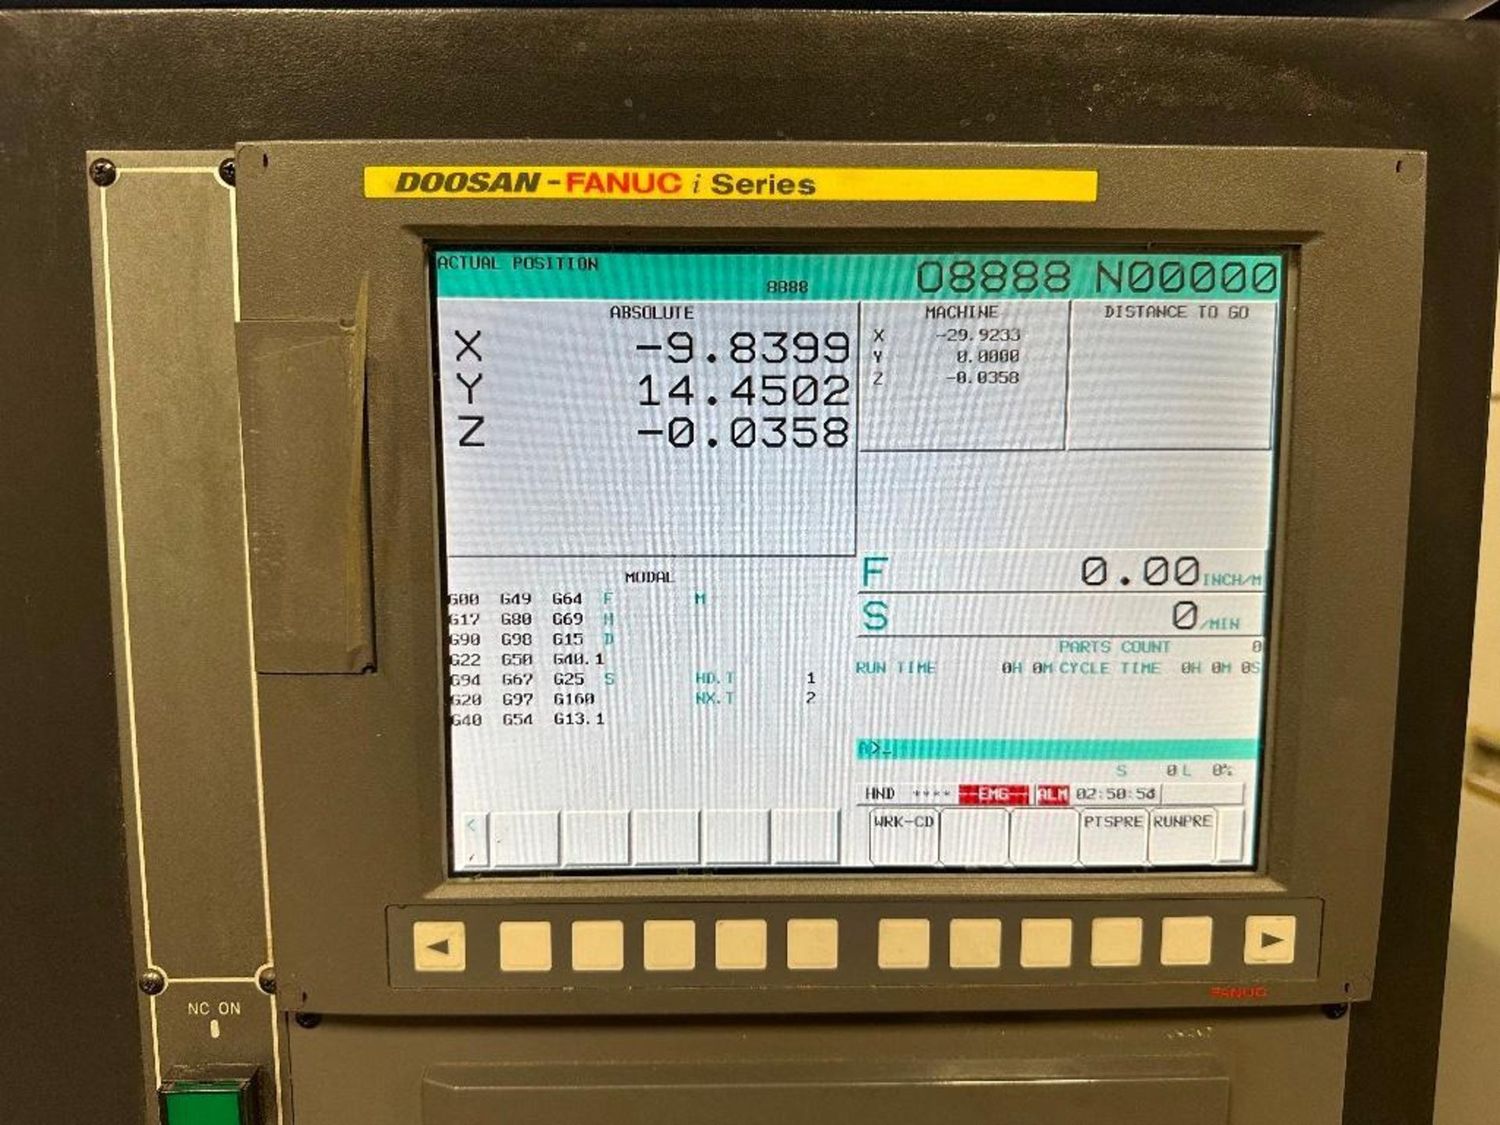 DOOSAN-FANUC i Series
ACTUAL POSITION
8888
O8888 N00000
ABSOLUTE
X -9.8399
Y 14.4502
Z -0.0358
MACHINE
X -29.9233
Y 0.0000
Z -0.0358
DISTANCE TO GO
F 0.00 INCH/M
S 0 /MIN
PARTS COUNT 0
RUN TIME 0H 0M CYCLE TIME 0H 0M 0S
MODAL
G00 G49 G64 F M
G17 G80 G69 H
G90 G98 G15 D
G22 G50 G40.1
G94 G67 G25 S HD.T 1
G20 G97 G160 NX.T 2
G40 G54 G13.1
A>_
S 0 L 0%
HND **** --EMG-- ALM
WRK-CD PTSPRE RUNPRE
FANUC
NC ON